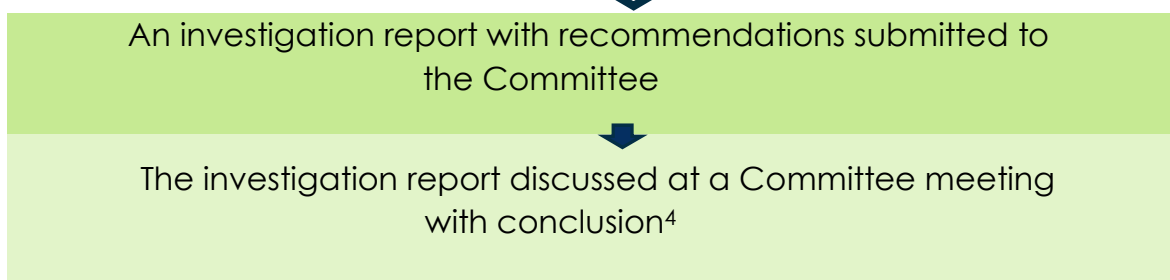 An investigation report with recommendations submitted to
the Committee
The investigation report discussed at a Committee meeting
with conclusion⁴